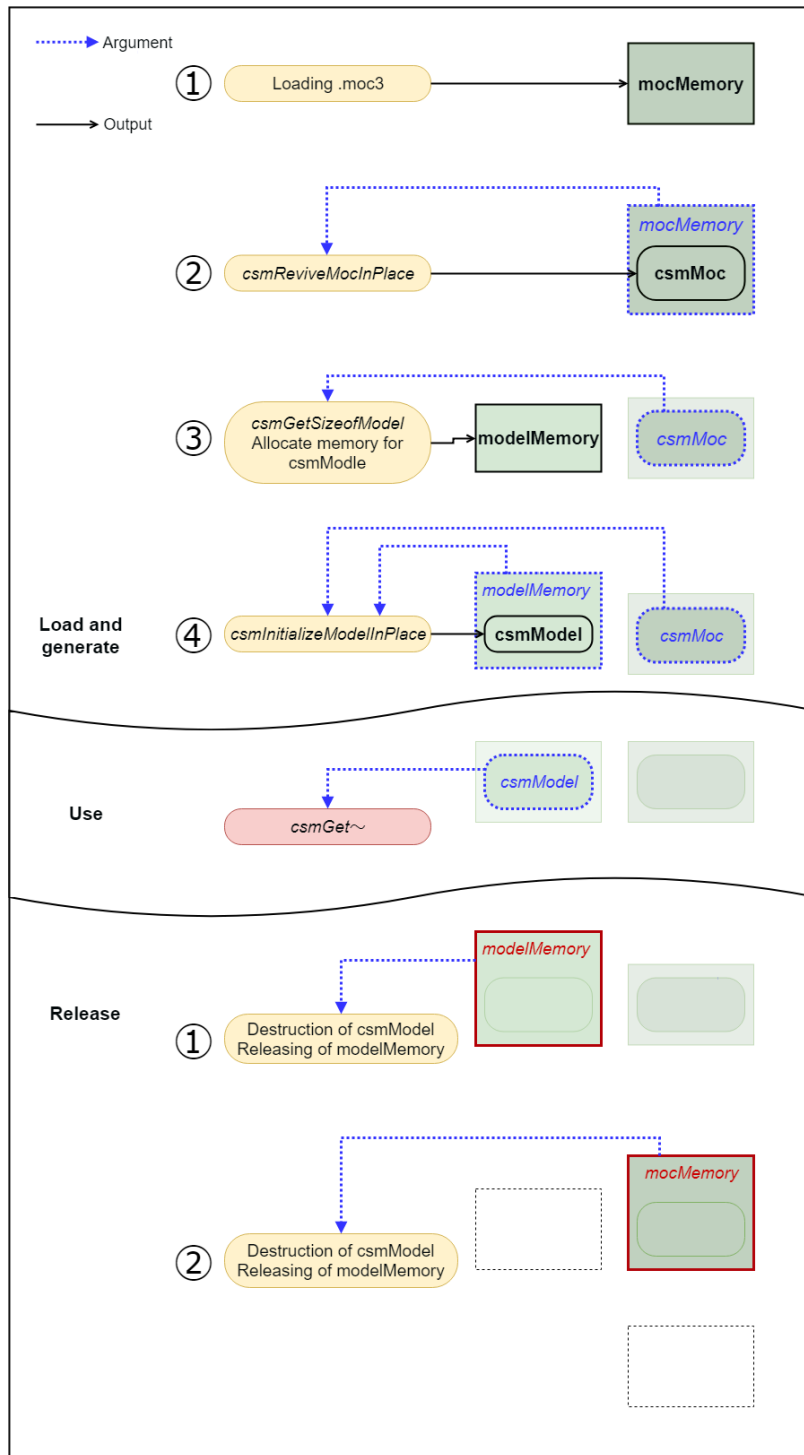 Argument
① Loading .moc3
mocMemory
Output
mocMemory
② csmReviveMocInPlace
csmMoc
③ csmGetSizeofModel
Allocate memory for
csmModle
modelMemory
csmMoc
Load and
generate
④ csmInitializeModelInPlace
modelMemory
csmModel
csmMoc
Use
csmModel
csmGet～
Release
modelMemory
① Destruction of csmModel
Releasing of modelMemory
mocMemory
② Destruction of csmModel
Releasing of modelMemory